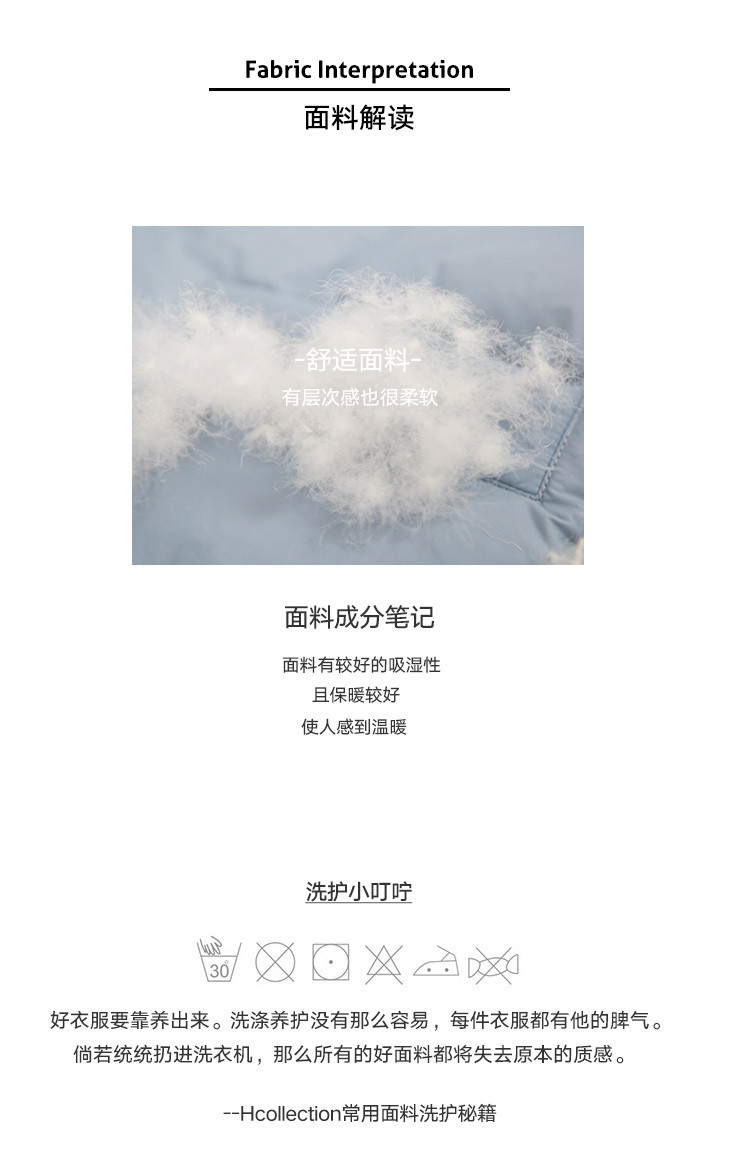 Fabric Interpretation
面料解读
-舒适面料-
有层次感也很柔软
面料成分笔记
面料有较好的吸湿性
且保暖较好
使人感到温暖
洗护小叮咛
30°
好衣服要靠养出来。洗涤养护没有那么容易，每件衣服都有他的脾气。
倘若统统扔进洗衣机，那么所有的好面料都将失去原本的质感。
--Hcollection常用面料洗护秘籍